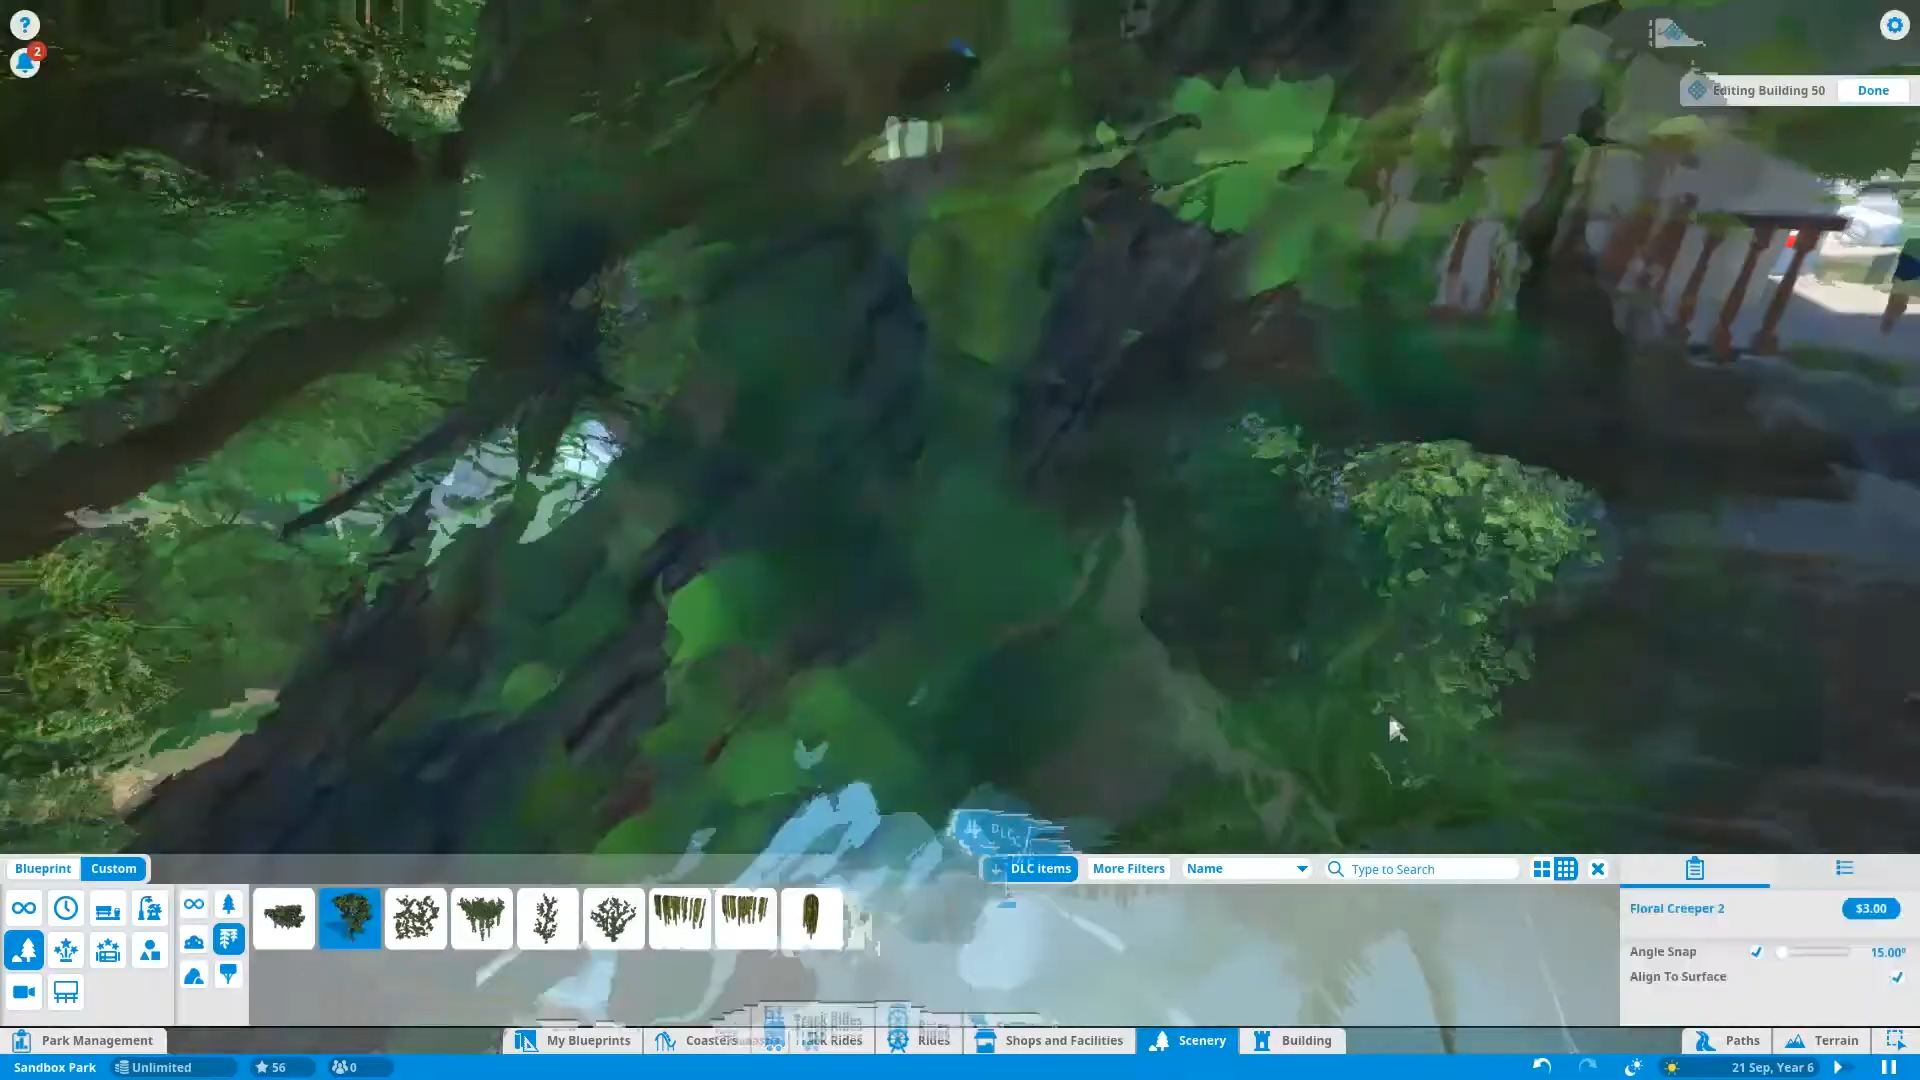 ?
2
Editing Building 50
Done
Blueprint
Custom
DLC items
More Filters
Name
Type to Search
Floral Creeper 2
$3.00
Angle Snap
15.00°
Align To Surface
Park Management
My Blueprints
Coasters
Rides
Shops and Facilities
Scenery
Building
Paths
Terrain
Sandbox Park
Unlimited
56
0
21 Sep, Year 6